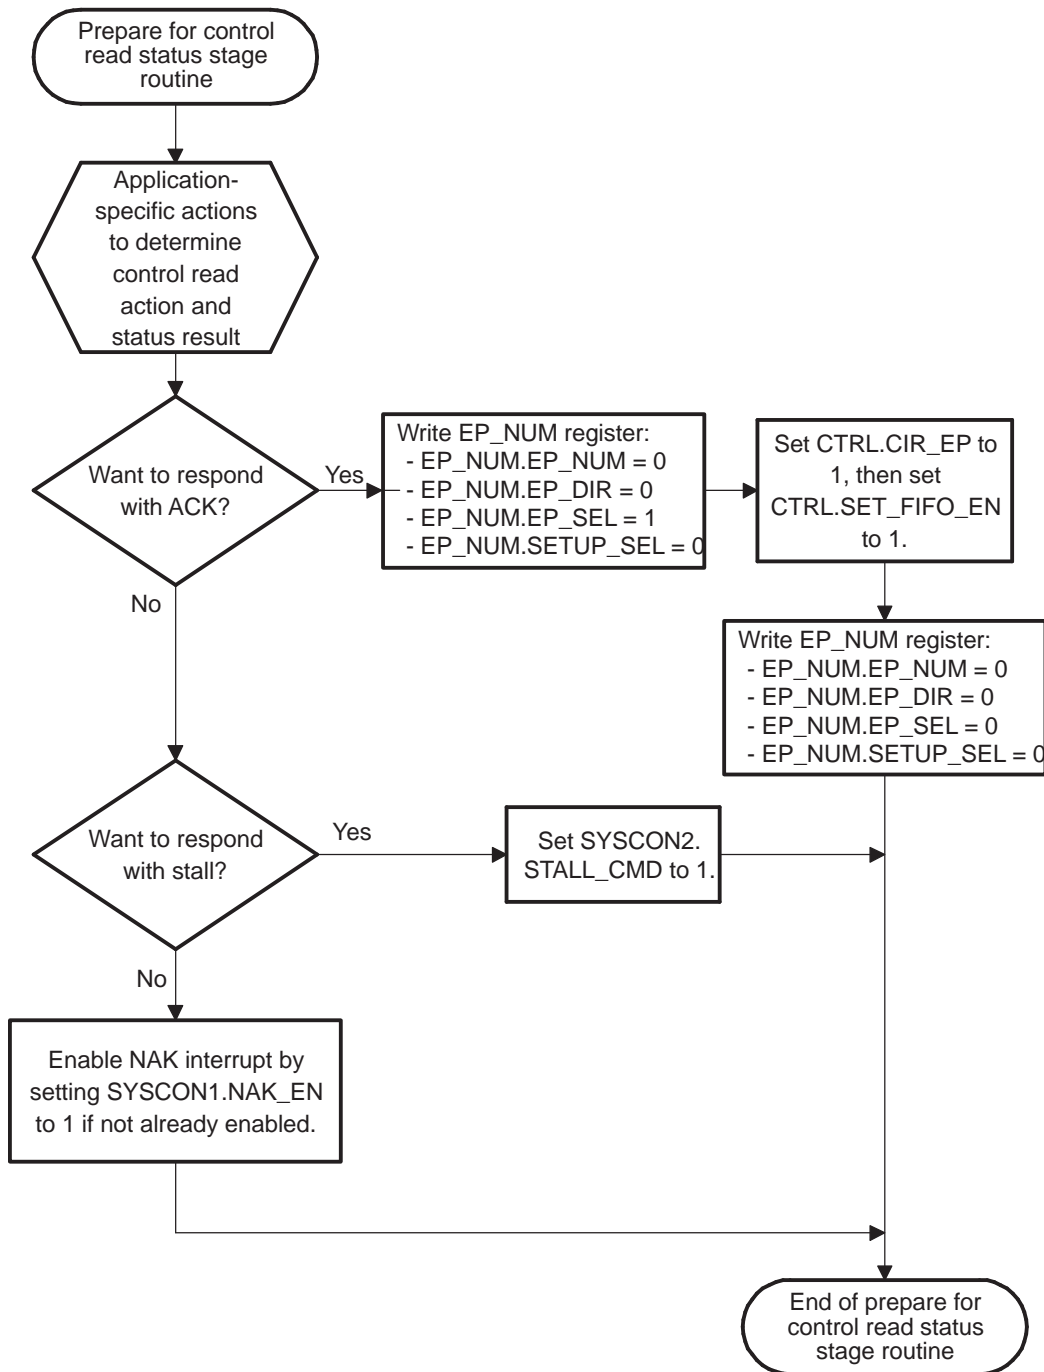 Prepare for control
read status stage
routine
Application-
specific actions
to determine
control read
action and
status result
Want to respond
with ACK?
Yes
Write EP_NUM register:
- EP_NUM.EP_NUM = 0
- EP_NUM.EP_DIR = 0
- EP_NUM.EP_SEL = 1
- EP_NUM.SETUP_SEL = 0
Set CTRL.CIR_EP to
1, then set
CTRL.SET_FIFO_EN
to 1.
No
Write EP_NUM register:
- EP_NUM.EP_NUM = 0
- EP_NUM.EP_DIR = 0
- EP_NUM.EP_SEL = 0
- EP_NUM.SETUP_SEL = 0
Want to respond
with stall?
Yes
Set SYSCON2.
STALL_CMD to 1.
No
Enable NAK interrupt by
setting SYSCON1.NAK_EN
to 1 if not already enabled.
End of prepare for
control read status
stage routine